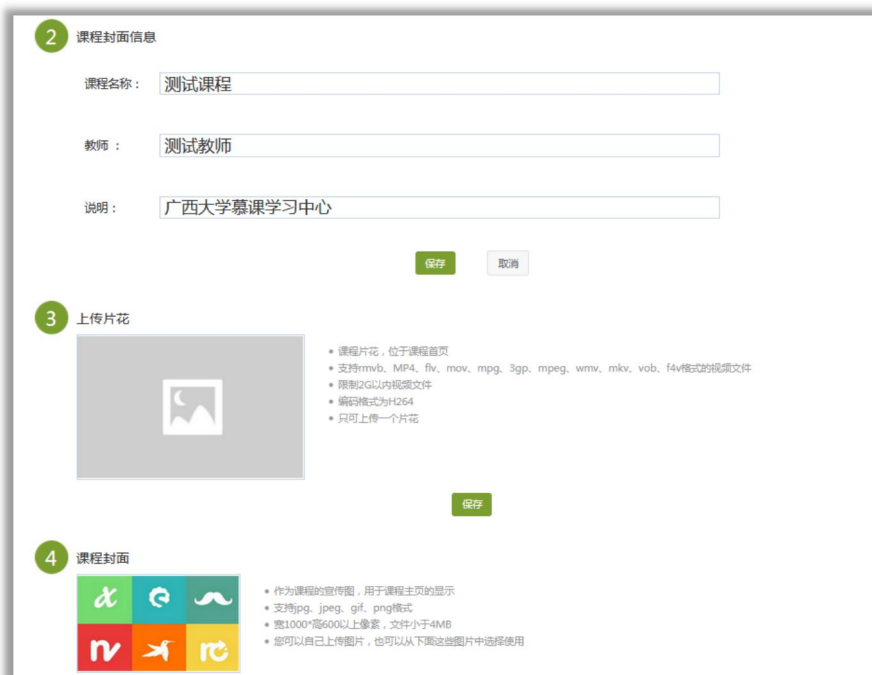 2 课程封面信息
课程名称： 测试课程
教师 ： 测试教师
说明： 广西大学慕课学习中心
保存 取消
3 上传片花
课程片花，位于课程首页
支持rmvb、MP4、flv、mov、mpg、3gp、mpeg、wmv、mkv、vob、f4v格式的视频文件
限制2G以内视频文件
编码格式为H264
只可上传一个片花
保存
4 课程封面
作为课程的宣传图，用于课程主页的显示
支持jpg、jpeg、gif、png格式
宽1000*高600以上像素，文件小于4MB
您可以自己上传图片，也可以从下面这些图片中选择使用